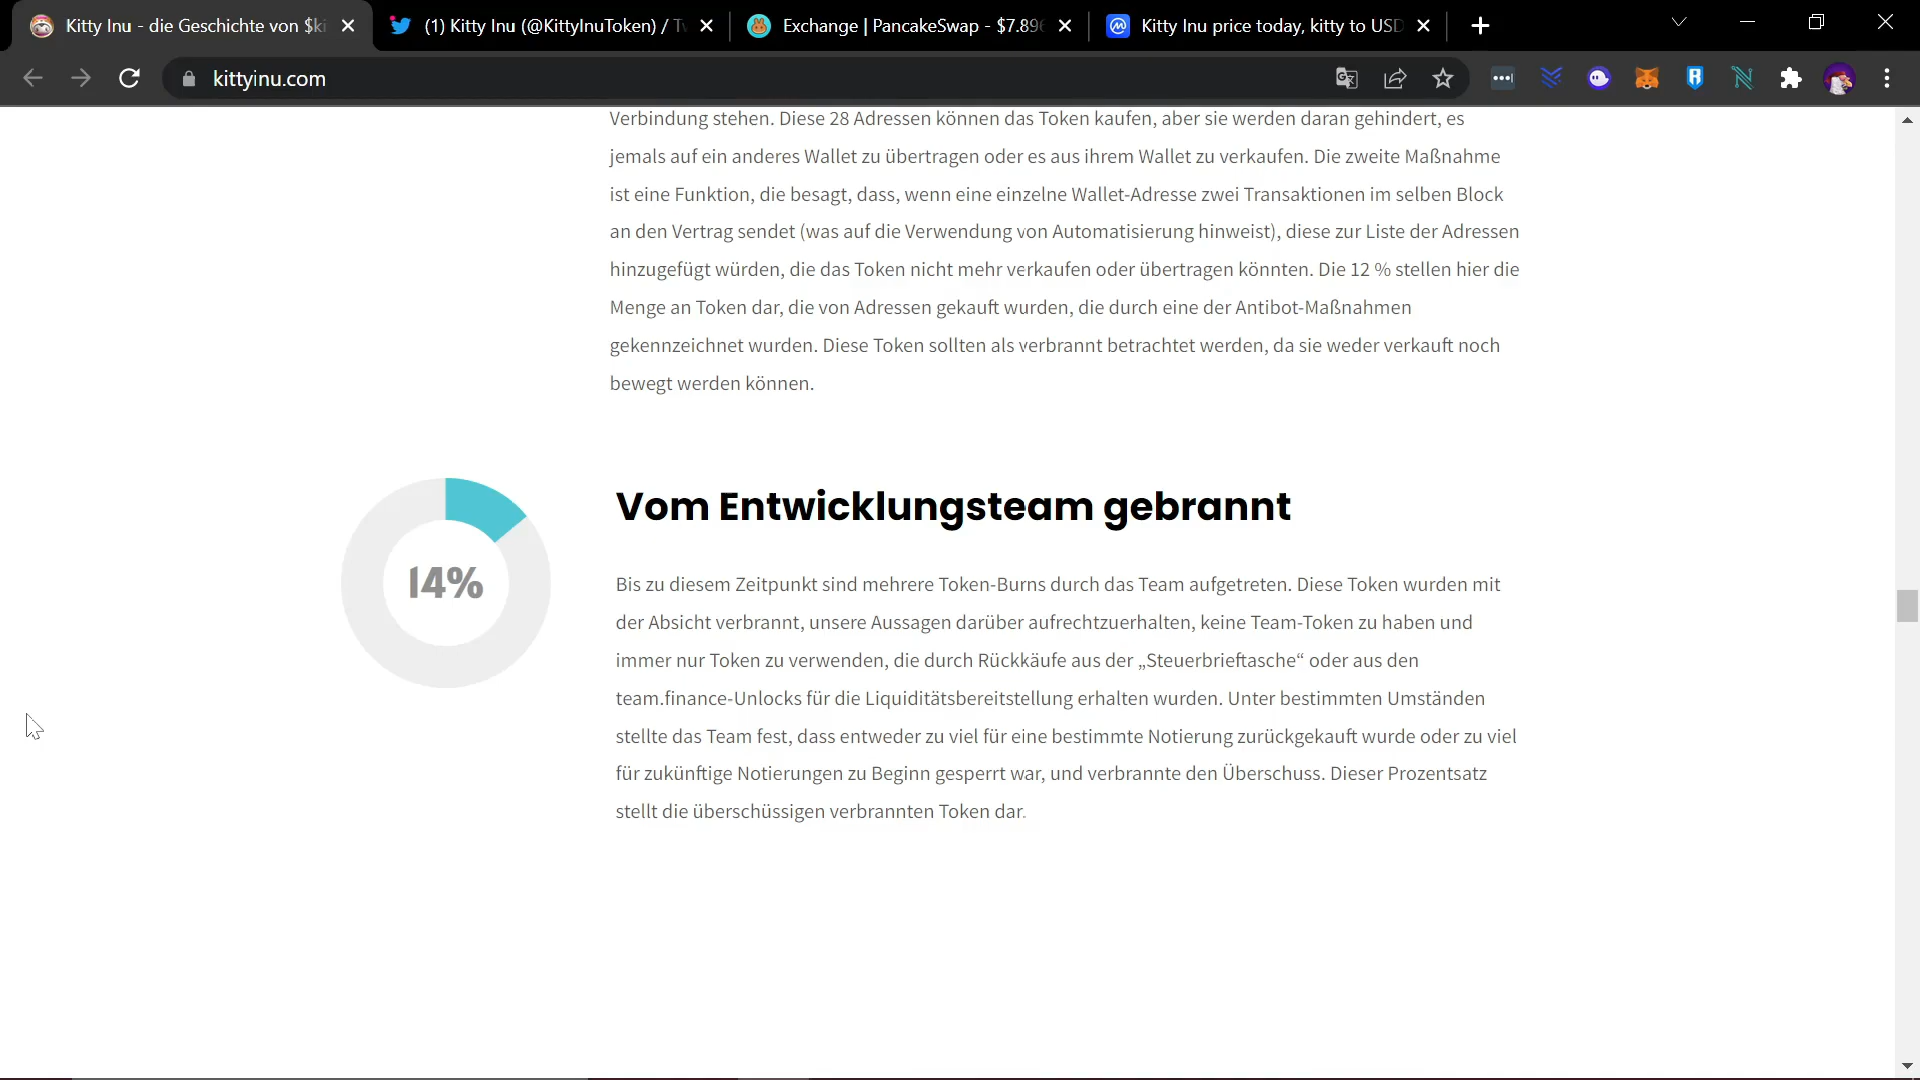 Kitty Inu - die Geschichte von $ki
(1) Kitty Inu (@KittyInuToken) / Tw
Exchange | PancakeSwap - $7.896
Kitty Inu price today, kitty to USD
kittyinu.com
Verbindung stehen. Diese 28 Adressen können das Token kaufen, aber sie werden daran gehindert, es
jemals auf ein anderes Wallet zu übertragen oder es aus ihrem Wallet zu verkaufen. Die zweite Maßnahme
ist eine Funktion, die besagt, dass, wenn eine einzelne Wallet-Adresse zwei Transaktionen im selben Block
an den Vertrag sendet (was auf die Verwendung von Automatisierung hinweist), diese zur Liste der Adressen
hinzugefügt würden, die das Token nicht mehr verkaufen oder übertragen könnten. Die 12 % stellen hier die
Menge an Token dar, die von Adressen gekauft wurden, die durch eine der Antibot-Maßnahmen
gekennzeichnet wurden. Diese Token sollten als verbrannt betrachtet werden, da sie weder verkauft noch
bewegt werden können.
14%
Vom Entwicklungsteam gebrannt
Bis zu diesem Zeitpunkt sind mehrere Token-Burns durch das Team aufgetreten. Diese Token wurden mit
der Absicht verbrannt, unsere Aussagen darüber aufrechtzuerhalten, keine Team-Token zu haben und
immer nur Token zu verwenden, die durch Rückkäufe aus der „Steuerbrieftasche“ oder aus den
team.finance-Unlocks für die Liquiditätsbereitstellung erhalten wurden. Unter bestimmten Umständen
stellte das Team fest, dass entweder zu viel für eine bestimmte Notierung zurückgekauft wurde oder zu viel
für zukünftige Notierungen zu Beginn gesperrt war, und verbrannte den Überschuss. Dieser Prozentsatz
stellt die überschüssigen verbrannten Token dar.